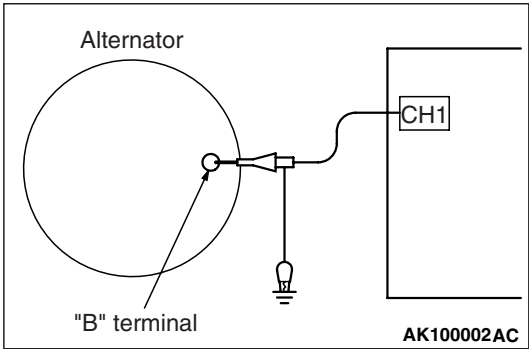 Alternator
CH1
"B" terminal
AK100002AC